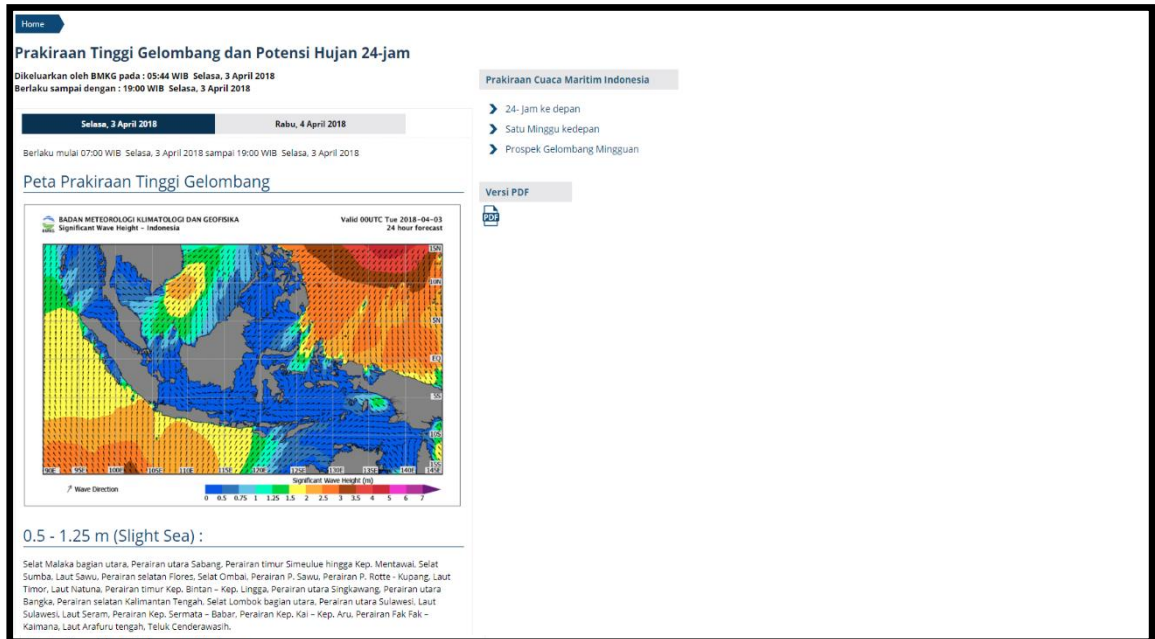 Home
Prakiraan Tinggi Gelombang dan Potensi Hujan 24-jam
Dikeluarkan oleh BMKG pada : 05:44 WIB Selasa, 3 April 2018
Berlaku sampai dengan : 19:00 WIB Selasa, 3 April 2018
Selasa, 3 April 2018
Rabu, 4 April 2018
Berlaku mulai 07:00 WIB Selasa, 3 April 2018 sampai 19:00 WIB Selasa, 3 April 2018
Peta Prakiraan Tinggi Gelombang
BADAN METEOROLOGI KLIMATOLOGI DAN GEOFISIKA
Significant Wave Height - Indonesia
Valid 00UTC Tue 2018-04-03
24 hour forecast
15N
10N
5N
EQ
5S
10S
15S
90E 95E 100E 105E 110E 115E 120E 125E 130E 135E 140E 145E
Wave Direction
Significant Wave Height (m)
0 0.5 0.75 1 1.25 1.5 2 2.5 3 3.5 4 5 6 7
0.5 - 1.25 m (Slight Sea) :
Selat Malaka bagian utara, Perairan utara Sabang, Perairan timur Simeulue hingga Kep. Mentawai, Selat
Sumba, Laut Sawu, Perairan selatan Flores, Selat Ombai, Perairan P. Sawu, Perairan P. Rotte - Kupang, Laut
Timor, Laut Natuna, Perairan timur Kep. Bintan – Kep. Lingga, Perairan utara Singkawang, Perairan utara
Bangka, Perairan selatan Kalimantan Tengah, Selat Lombok bagian utara, Perairan utara Sulawesi, Laut
Sulawesi, Laut Seram, Perairan Kep. Sermata – Babar, Perairan Kep. Kai – Kep. Aru, Perairan Fak Fak –
Kaimana, Laut Arafuru tengah, Teluk Cenderawasih.
Prakiraan Cuaca Maritim Indonesia
24- Jam ke depan
Satu Minggu kedepan
Prospek Gelombang Mingguan
Versi PDF
PDF